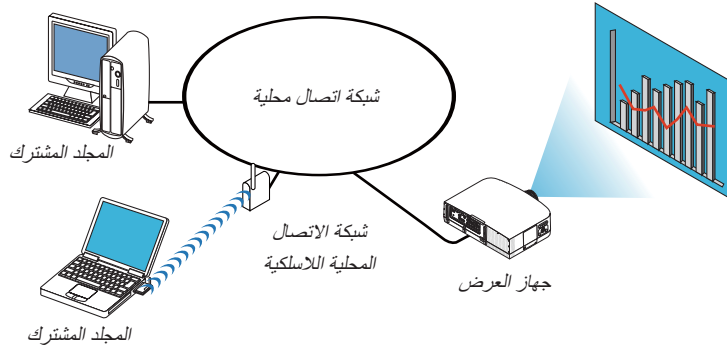 شبكة اتصال محلية
المجلد المشترك
شبكة الاتصال
المحلية اللاسلكية
جهاز العرض
المجلد المشترك